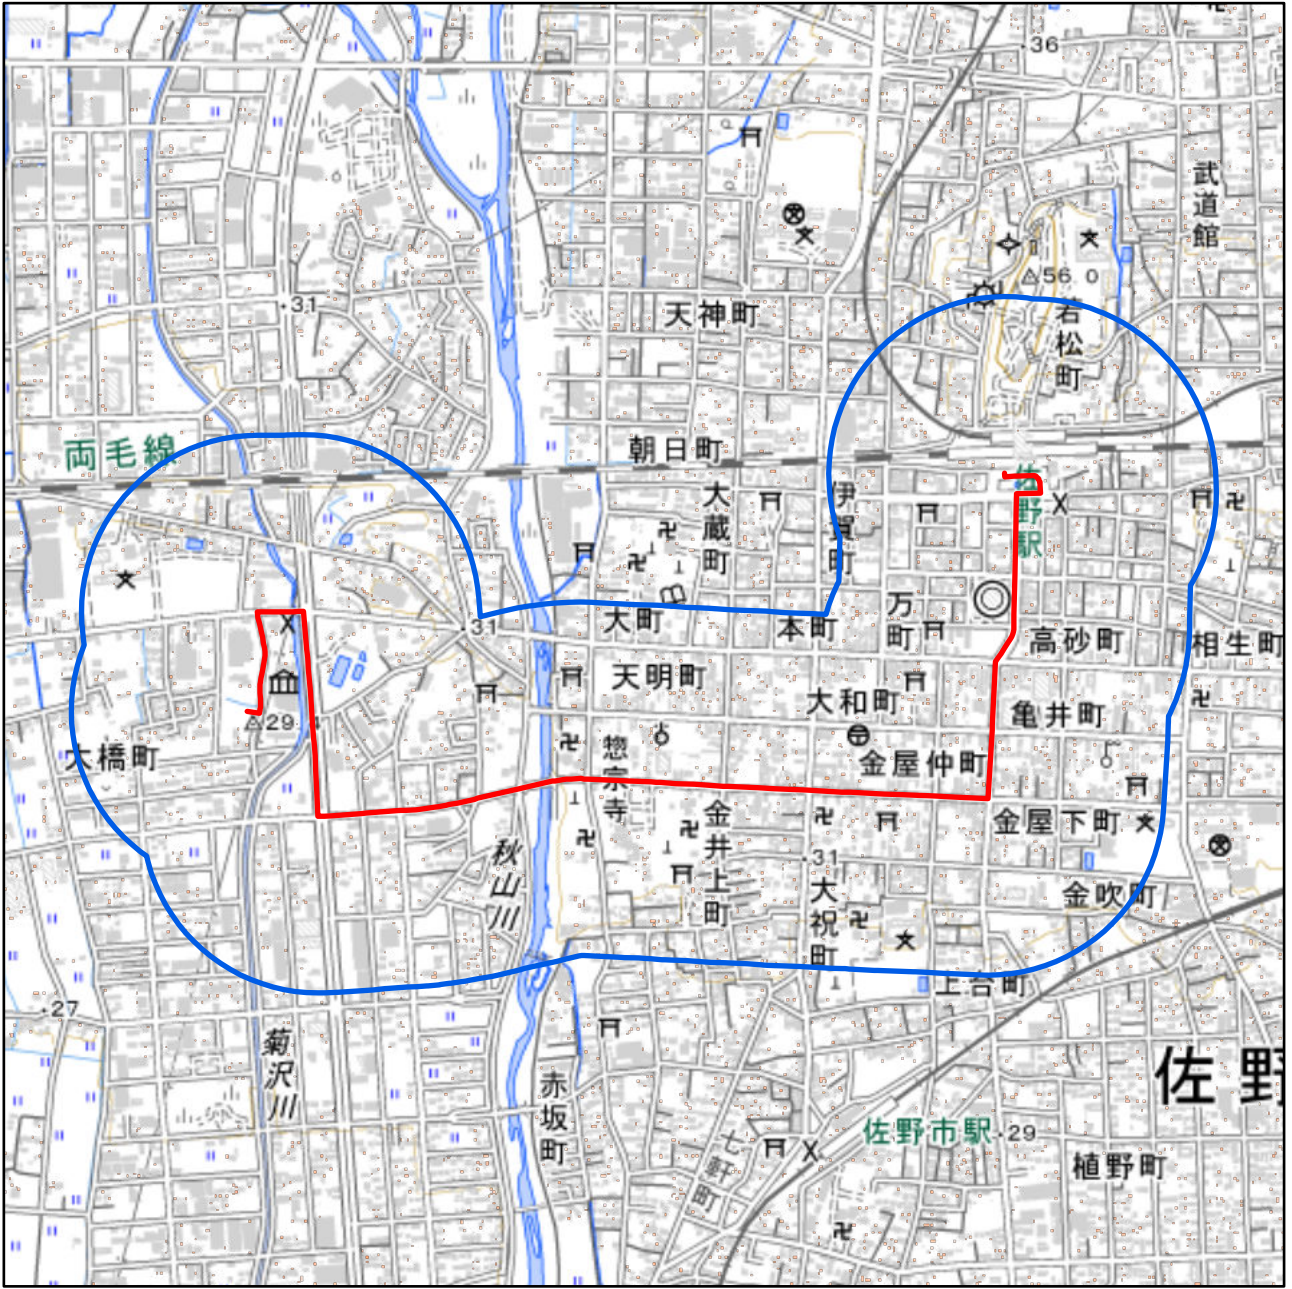 36
武道館
56
31
天神町
若松町
両毛線
朝日町
佐野駅
大蔵町
伊賀町
31
大町
本町
万町
高砂町
相生町
天明町
大和町
亀井町
29
大橋町
惣宗寺
金屋仲町
金井上町
金屋下町
秋山川
31
大祝町
金吹町
上台町
27
菊沢川
赤坂町
佐野
佐野市駅
29
七軒町
植野町